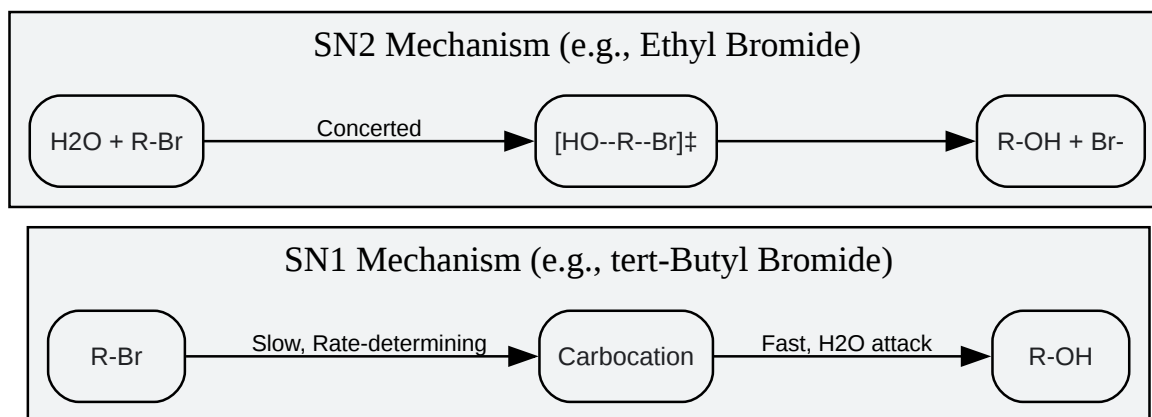 SN2 Mechanism (e.g., Ethyl Bromide)
H2O + R-Br
Concerted
[HO--R--Br]‡
R-OH + Br-
SN1 Mechanism (e.g., tert-Butyl Bromide)
R-Br
Slow, Rate-determining
Carbocation
Fast, H2O attack
R-OH